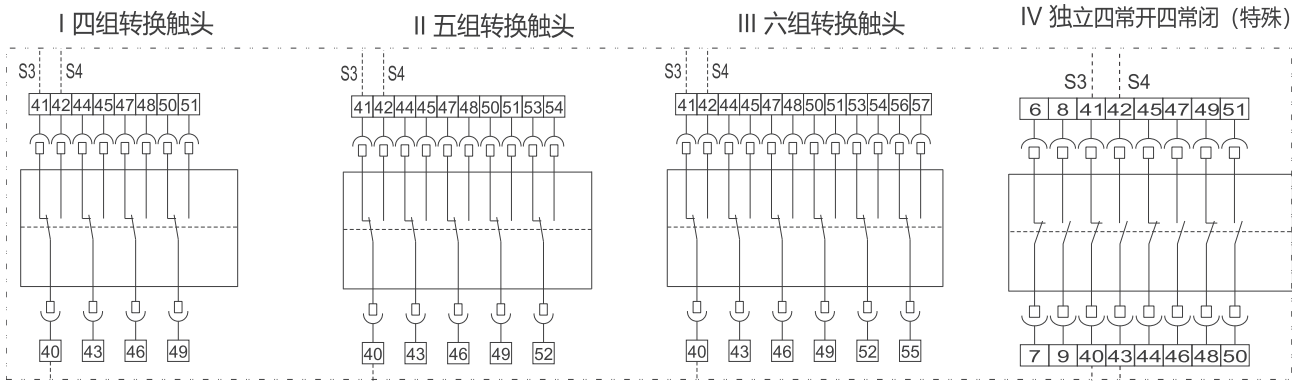 I 四组转换触头
II 五组转换触头
III 六组转换触头
IV 独立四常开四常闭（特殊）
S3 S4
41 42 44 45 47 48 50 51
40 43 46 49
S3 S4
41 42 44 45 47 48 50 51 53 54
40 43 46 49 52
S3 S4
41 42 44 45 47 48 50 51 53 54 56 57
40 43 46 49 52 55
S3 S4
6 8 41 42 45 47 49 51
7 9 40 43 44 46 48 50